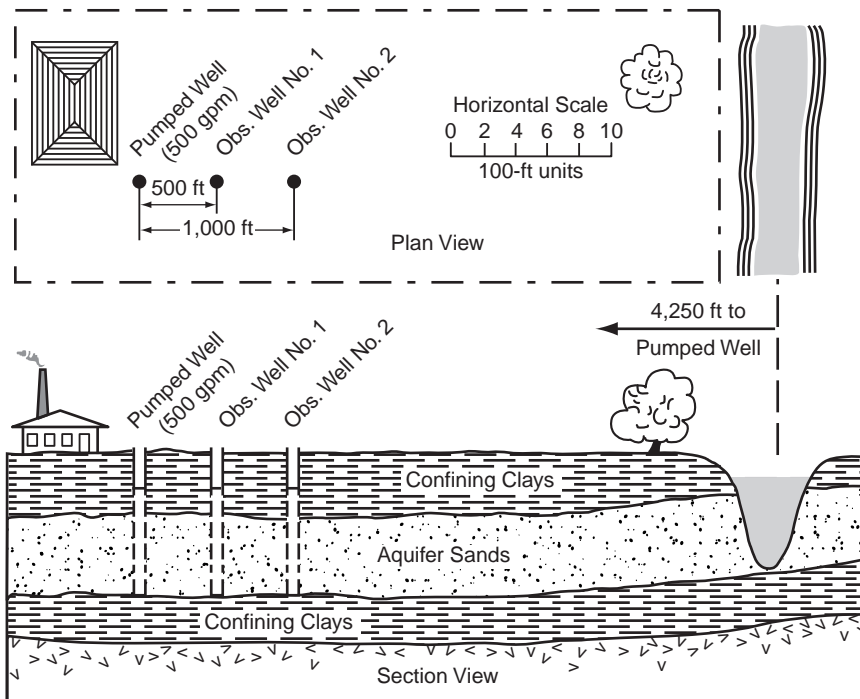 Pumped Well
(500 gpm)
Obs. Well No. 1
Obs. Well No. 2
Horizontal Scale
0 2 4 6 8 10
100-ft units
500 ft
1,000 ft
Plan View
4,250 ft to
Pumped Well
Pumped Well
(500 gpm)
Obs. Well No. 1
Obs. Well No. 2
Confining Clays
Aquifer Sands
Confining Clays
Section View